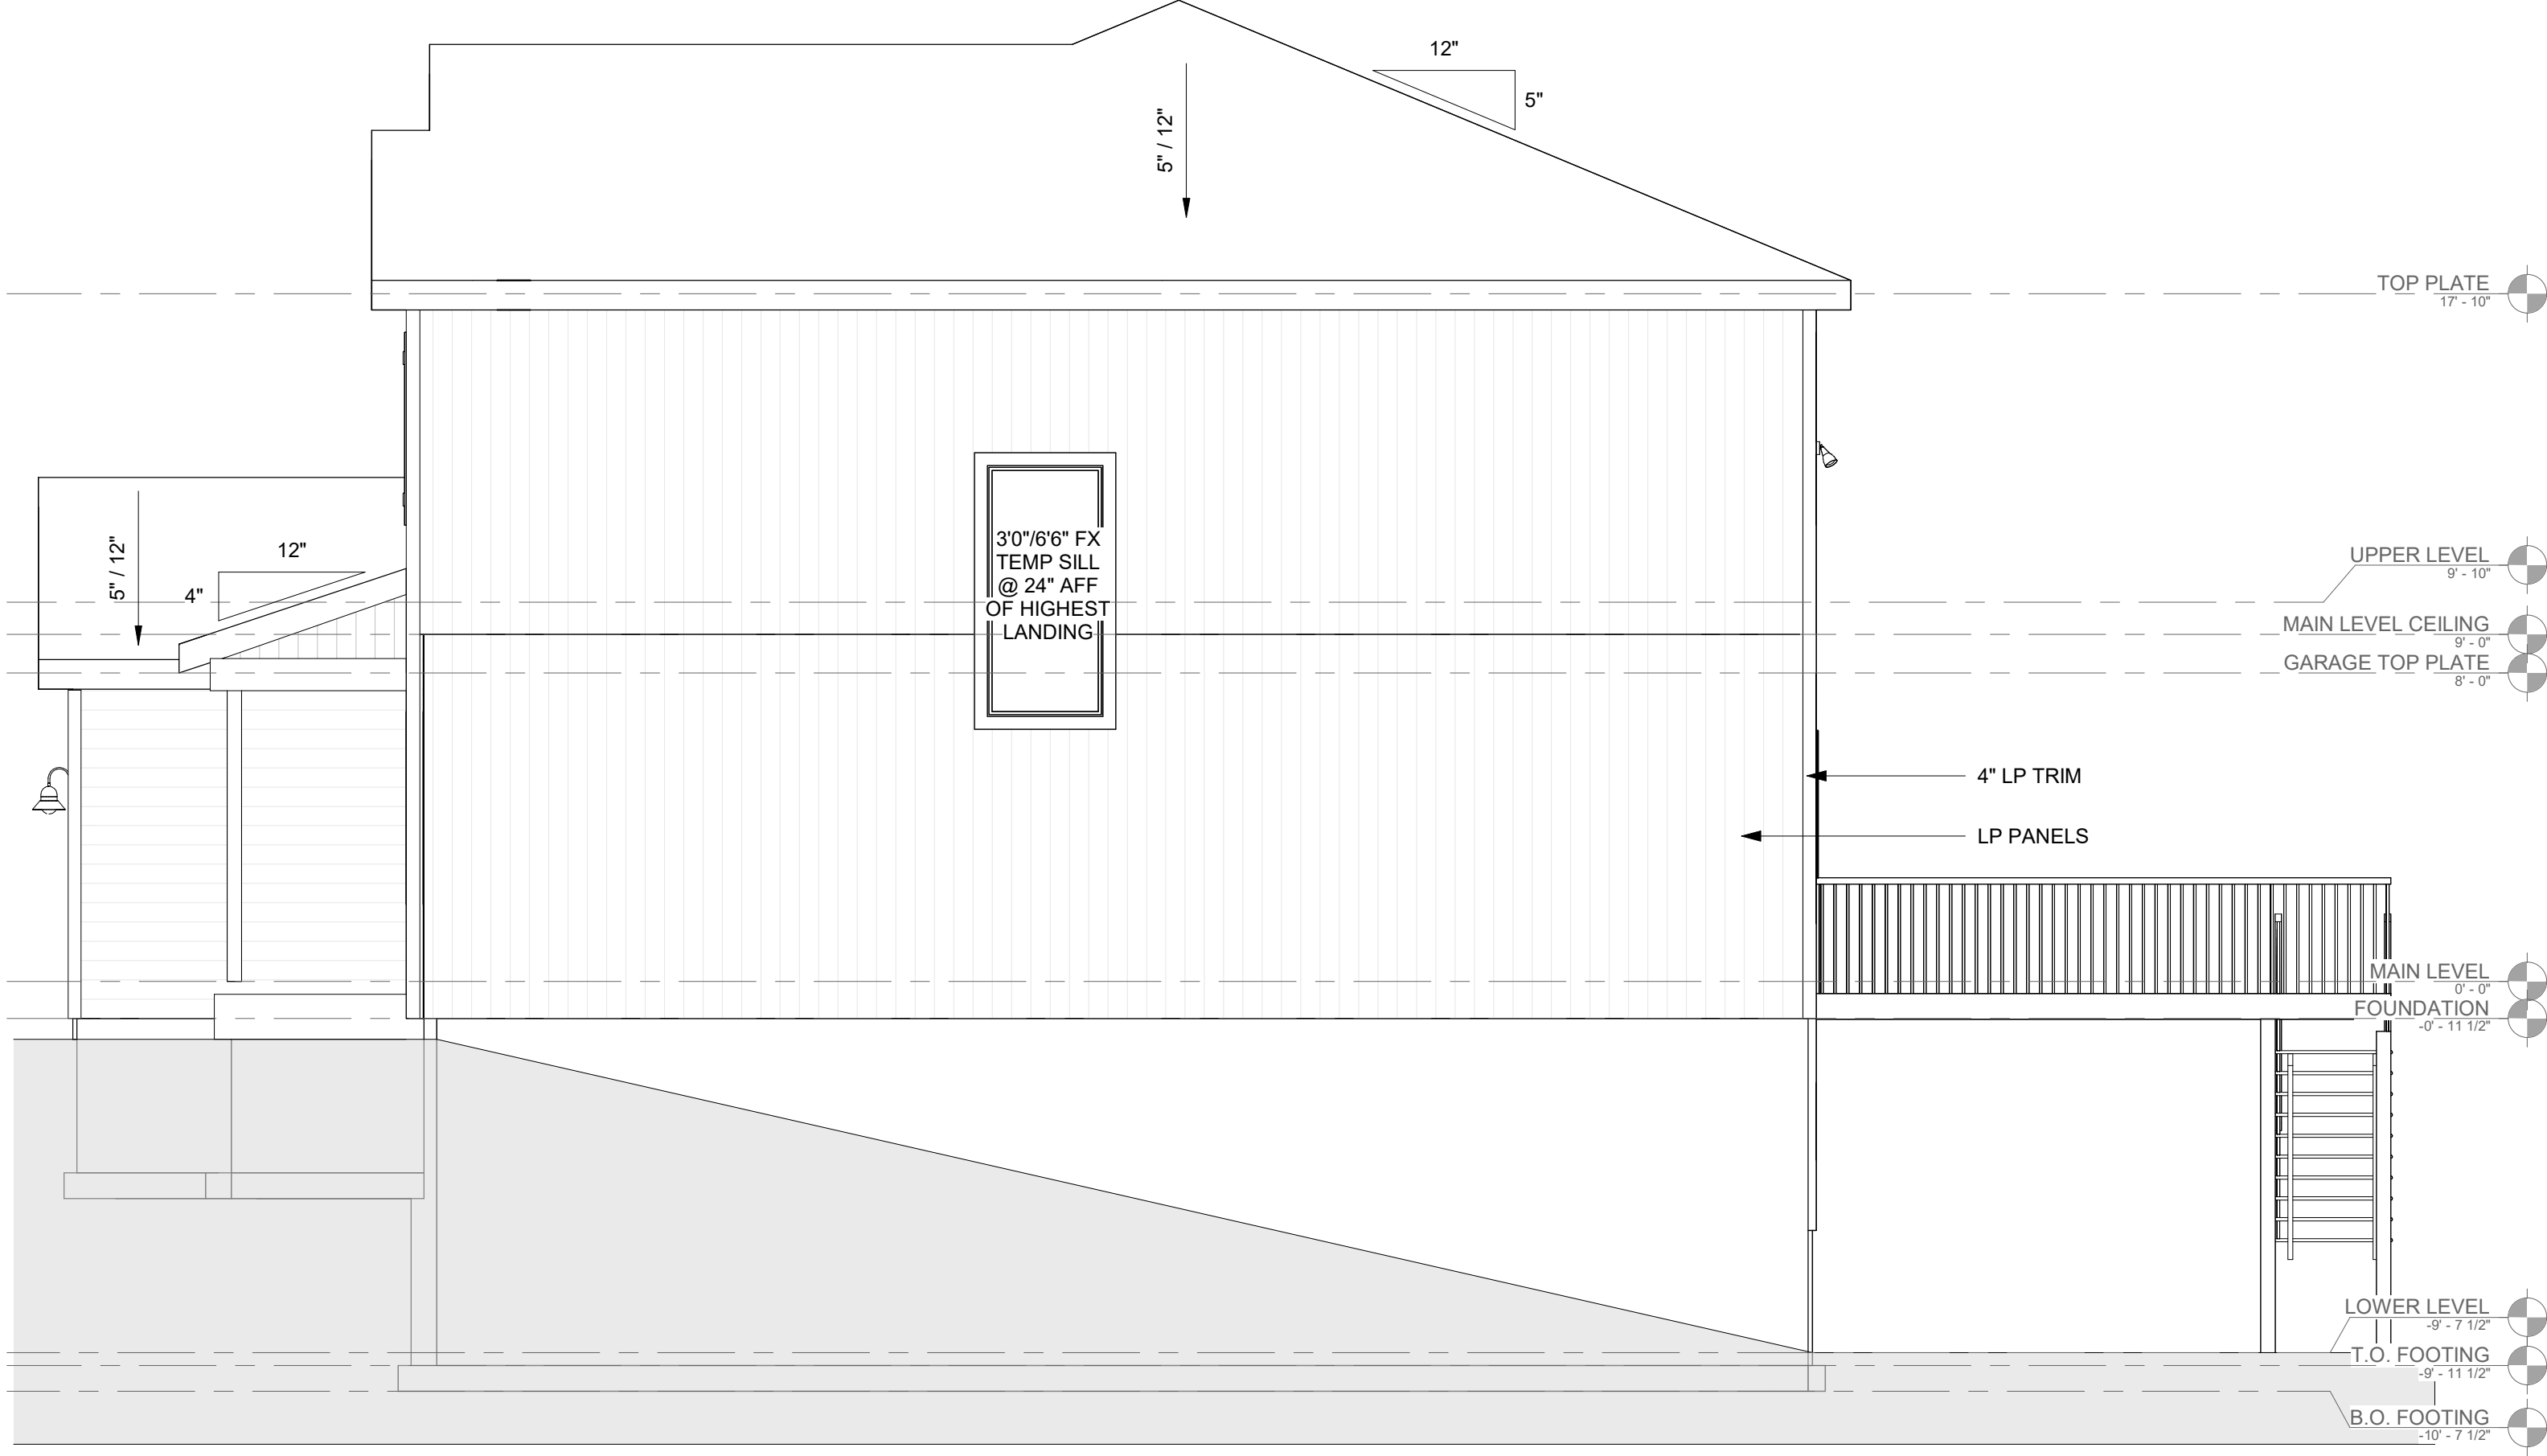 12"
5"
5" / 12"
TOP PLATE
17' - 10"
3'0"/6'6" FX
TEMP SILL
@ 24" AFF
OF HIGHEST
LANDING
5" / 12"
12"
4"
UPPER LEVEL
9' - 10"
MAIN LEVEL CEILING
9' - 0"
GARAGE TOP PLATE
8' - 0"
4" LP TRIM
LP PANELS
MAIN LEVEL
0' - 0"
FOUNDATION
-0' - 11 1/2"
LOWER LEVEL
-9' - 7 1/2"
T.O. FOOTING
-9' - 11 1/2"
B.O. FOOTING
-10' - 7 1/2"